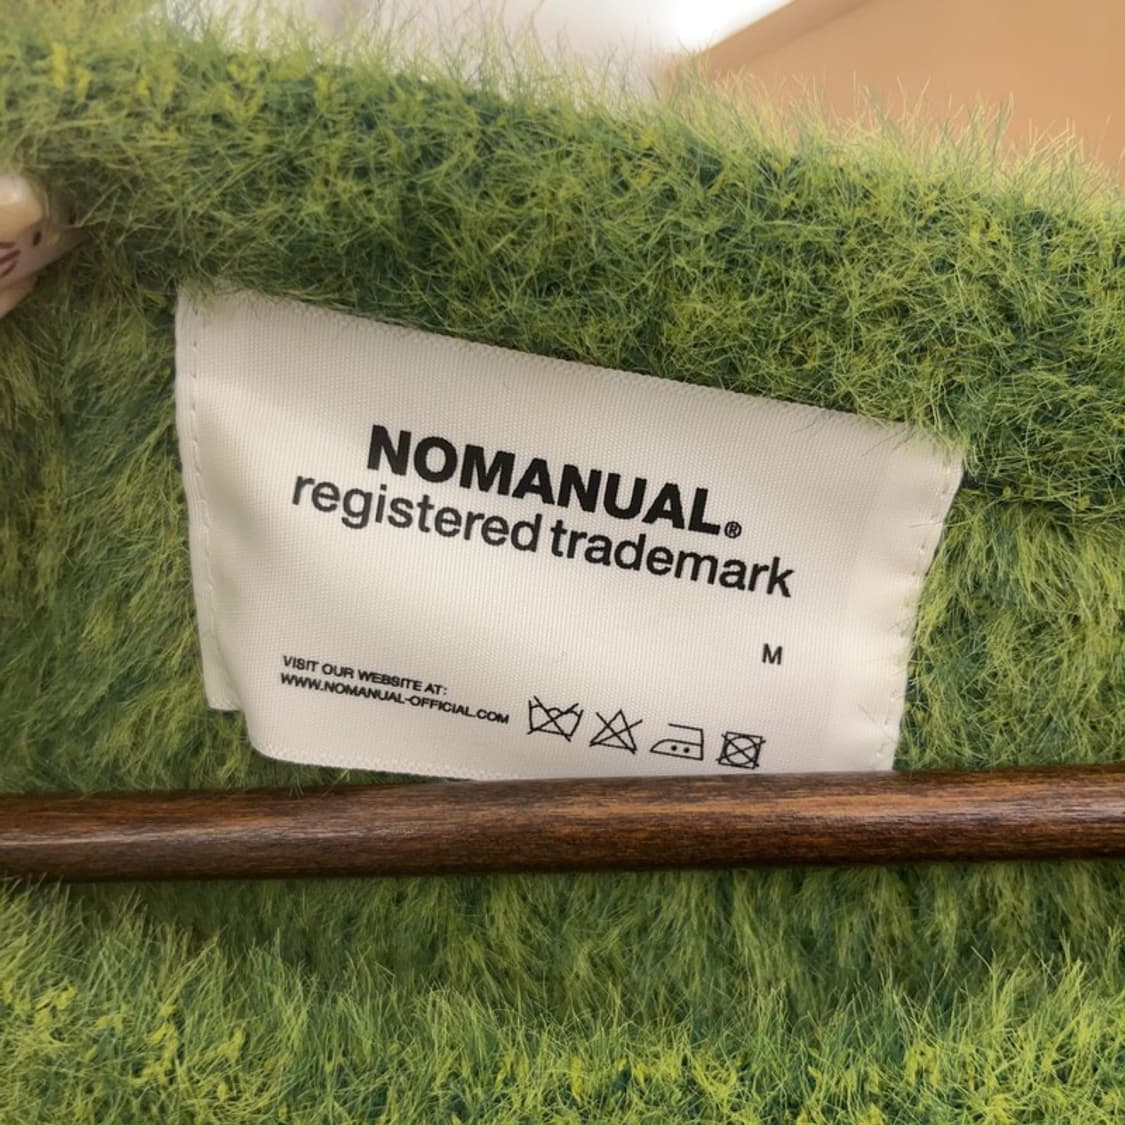 NOMANUAL®
registered trademark
M
VISIT OUR WEBSITE AT:
WWW.NOMANUAL-OFFICIAL.COM